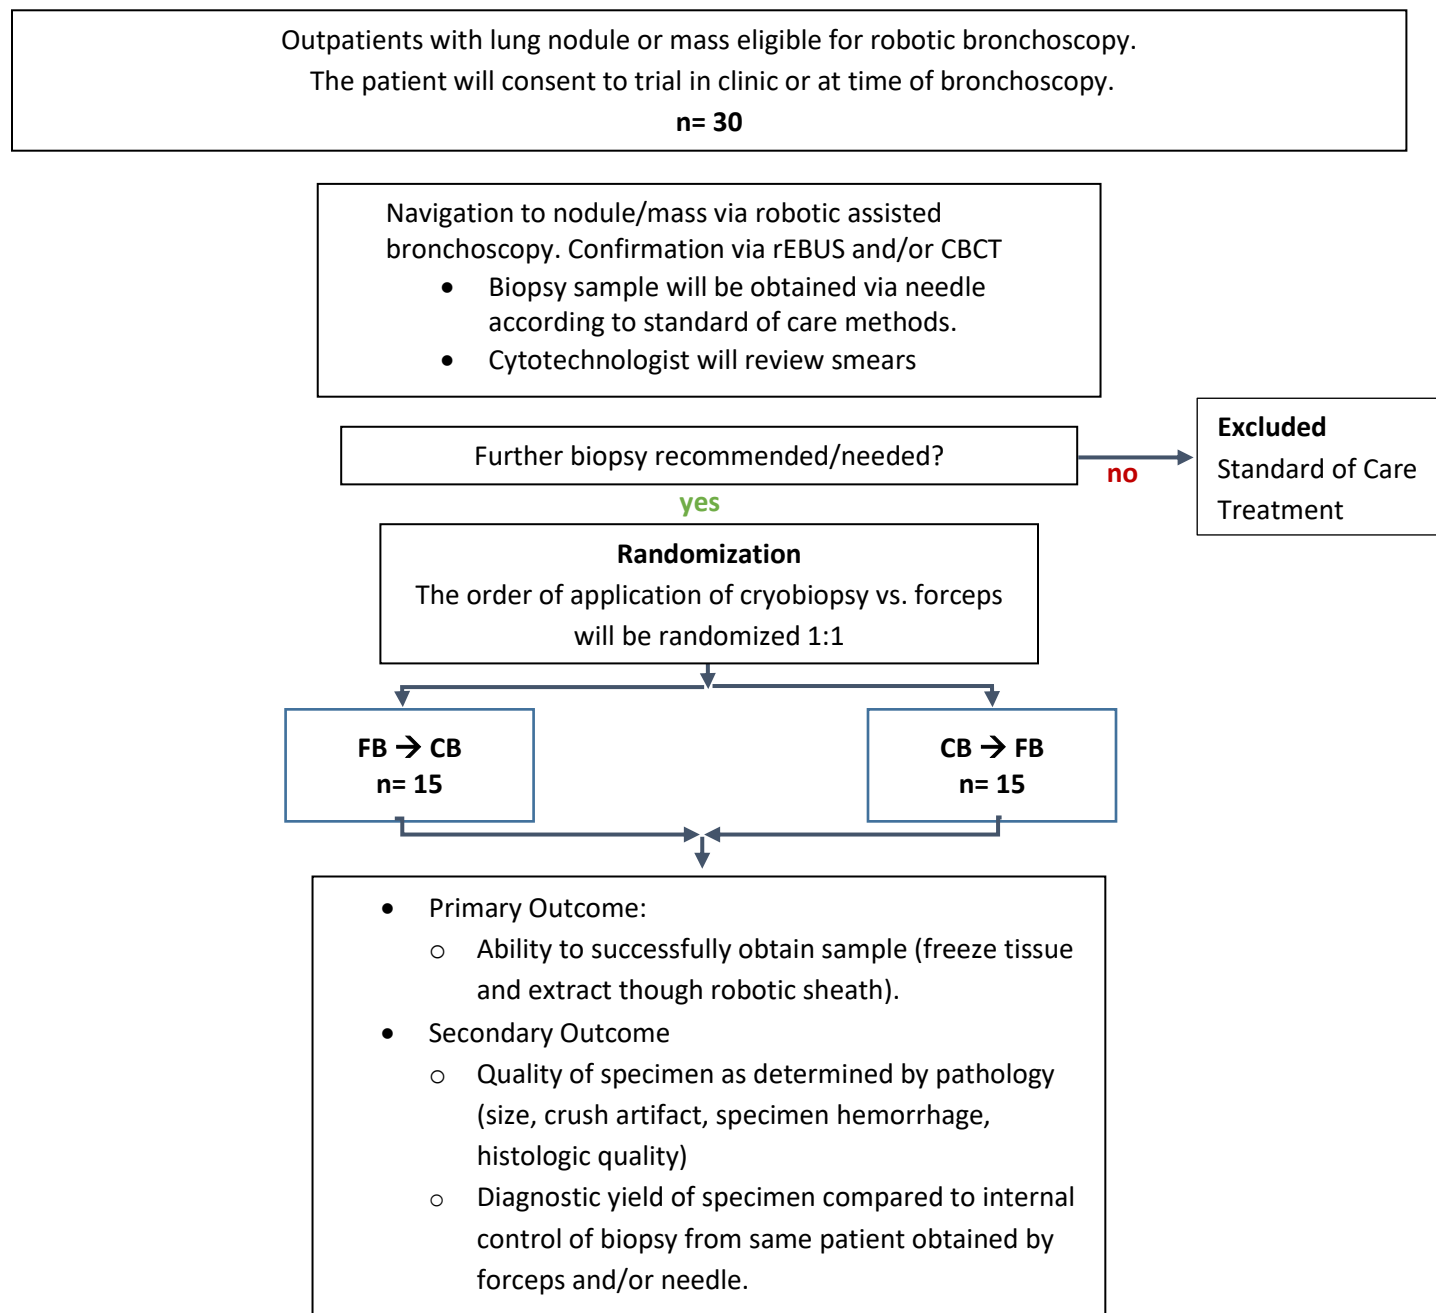 Outpatients with lung nodule or mass eligible for robotic bronchoscopy.
The patient will consent to trial in clinic or at time of bronchoscopy.
n= 30
Navigation to nodule/mass via robotic assisted
bronchoscopy. Confirmation via rEBUS and/or CBCT
• Biopsy sample will be obtained via needle
according to standard of care methods.
• Cytotechnologist will review smears
Further biopsy recommended/needed?
no
Excluded
Standard of Care
Treatment
yes
Randomization
The order of application of cryobiopsy vs. forceps
will be randomized 1:1
FB → CB
n= 15
CB → FB
n= 15
• Primary Outcome:
o Ability to successfully obtain sample (freeze tissue
and extract though robotic sheath).
• Secondary Outcome
o Quality of specimen as determined by pathology
(size, crush artifact, specimen hemorrhage,
histologic quality)
o Diagnostic yield of specimen compared to internal
control of biopsy from same patient obtained by
forceps and/or needle.